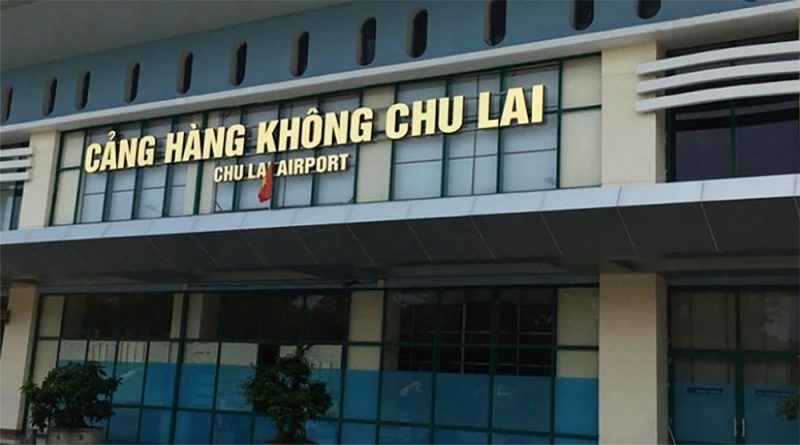 CẢNG HÀNG KHÔNG CHU LAI
CHU LAI AIRPORT